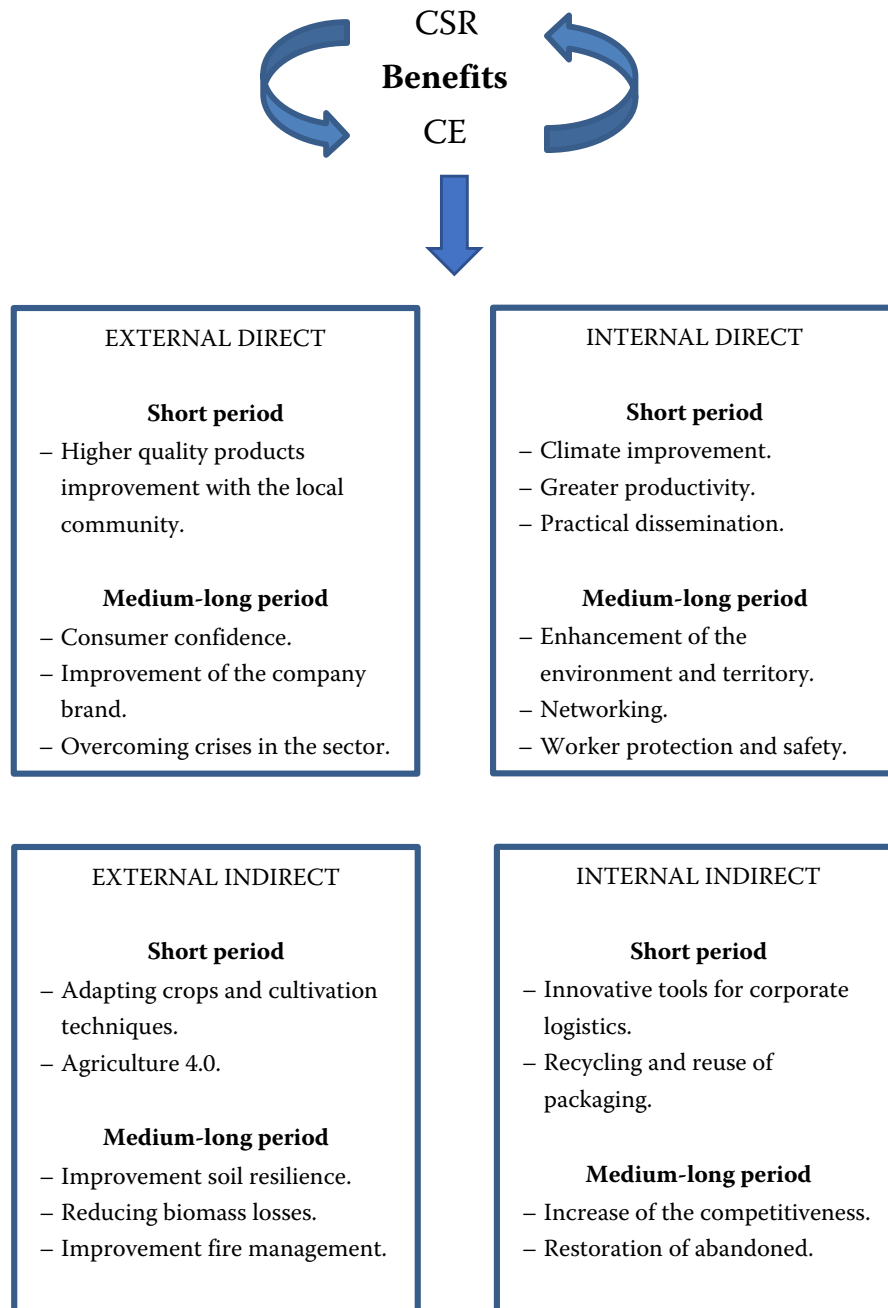 CSR
Benefits
CE
EXTERNAL DIRECT
Short period
– Higher quality products
improvement with the local
community.
Medium-long period
– Consumer confidence.
– Improvement of the company
brand.
– Overcoming crises in the sector.
INTERNAL DIRECT
Short period
– Climate improvement.
– Greater productivity.
– Practical dissemination.
Medium-long period
– Enhancement of the
environment and territory.
– Networking.
– Worker protection and safety.
EXTERNAL INDIRECT
Short period
– Adapting crops and cultivation
techniques.
– Agriculture 4.0.
Medium-long period
– Improvement soil resilience.
– Reducing biomass losses.
– Improvement fire management.
INTERNAL INDIRECT
Short period
– Innovative tools for corporate
logistics.
– Recycling and reuse of
packaging.
Medium-long period
– Increase of the competitiveness.
– Restoration of abandoned.